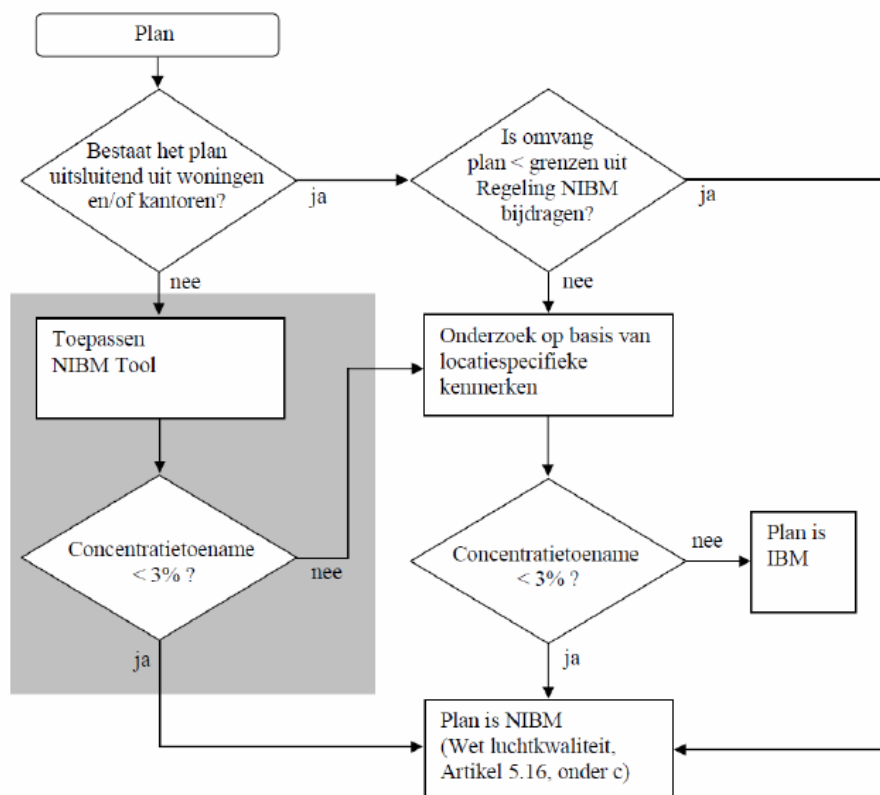 Plan
Bestaat het plan
uitsluitend uit woningen
en/of kantoren?
ja
Is omvang
plan < grenzen uit
Regeling NIBM
bijdragen?
ja
nee
nee
Toepassen
NIBM Tool
Onderzoek op basis van
locatiespecifieke
kenmerken
Concentratietoename
< 3% ?
nee
Concentratietoename
< 3% ?
nee
Plan is
IBM
ja
ja
Plan is NIBM
(Wet luchtkwaliteit,
Artikel 5.16, onder c)